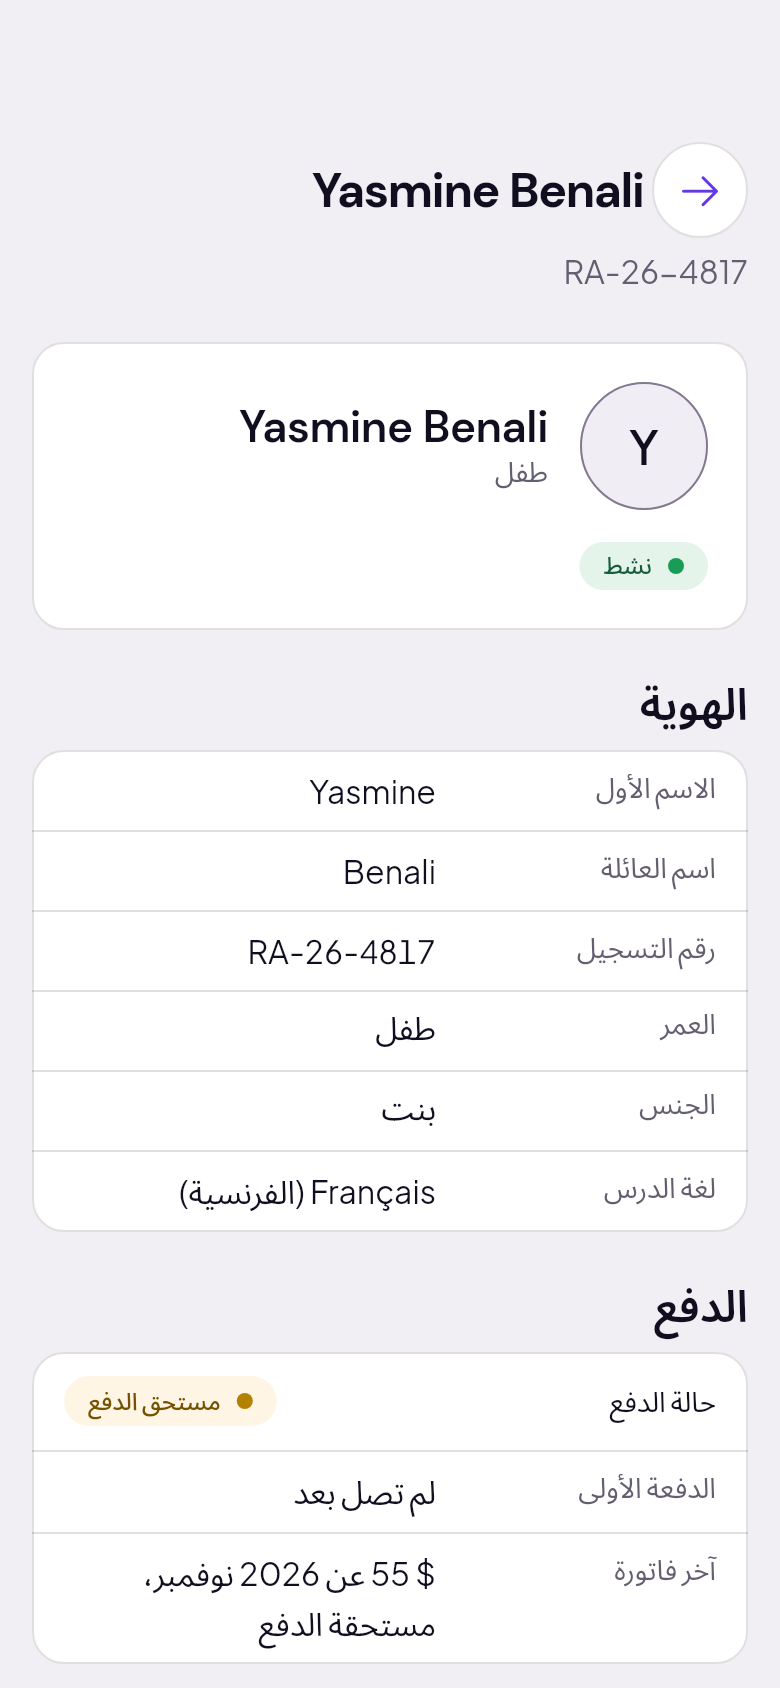 Yasmine Benali
RA-26–4817
Y
Yasmine Benali
طفل
نشط
الهوية
الاسم الأول Yasmine
اسم العائلة Benali
رقم التسجيل RA-26-4817
العمر طفل
الجنس بنت
لغة الدرس Français (الفرنسية)
الدفع
حالة الدفع مستحق الدفع
الدفعة الأولى لم تصل بعد
آخر فاتورة $ 55 عن 2026 نوفمبر،
مستحقة الدفع